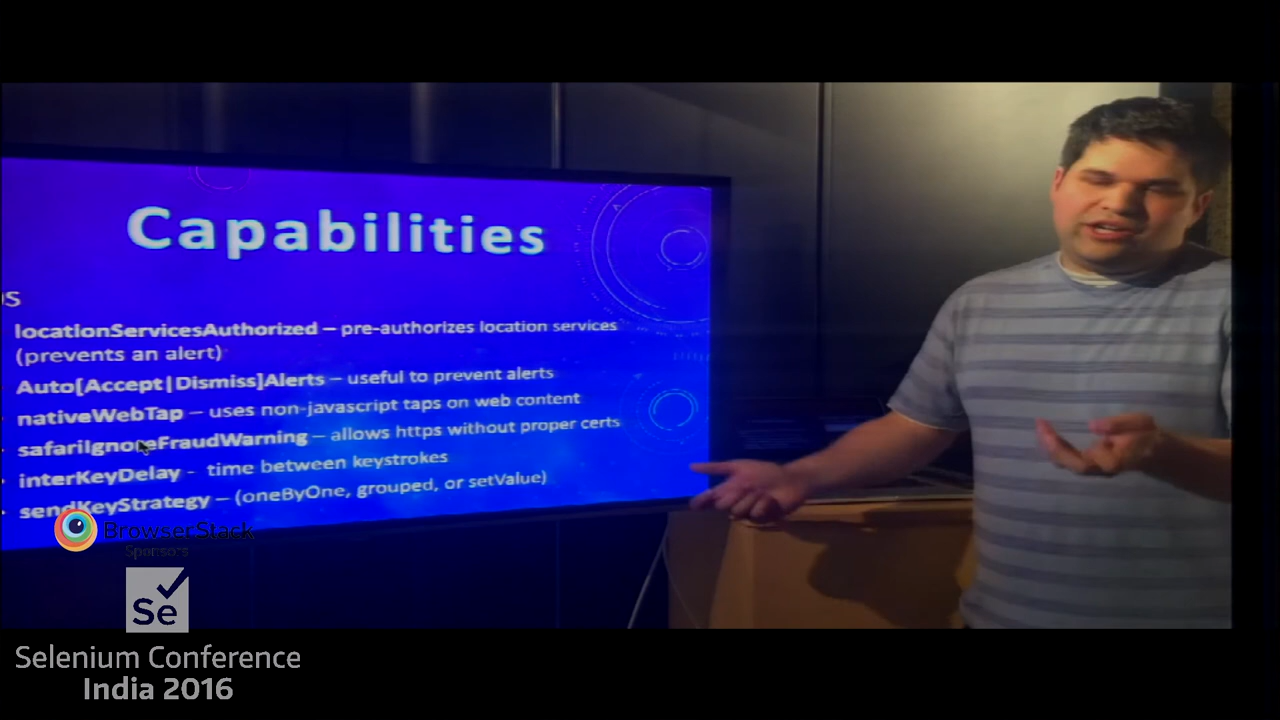 Capabilities
os
locationServicesAuthorized – pre-authorizes location services
(prevents an alert)
Auto[Accept|Dismiss]Alerts – useful to prevent alerts
nativeWebTap – uses non-javascript taps on web content
safariIgnoreFraudWarning – allows https without proper certs
interKeyDelay - time between keystrokes
sendKeyStrategy – (oneByOne, grouped, or setValue)
BrowserStack
Sponsors
Se
Selenium Conference
India 2016